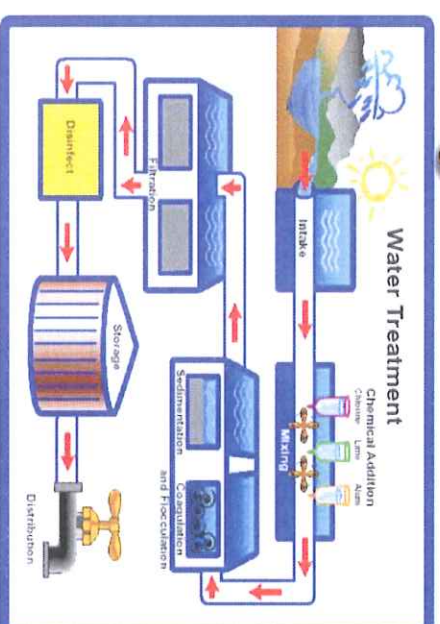 Water Treatment
Chemical Addition
Chlorine Lime Alum
Intake
Mixing
Sedimentation
Coagulation
and Flocculation
Filtration
Disinfect
Storage
Distribution